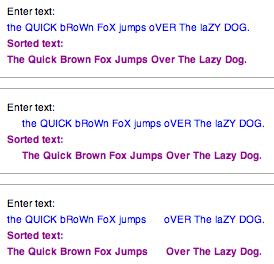 Enter text:
the QUICK bRoWn FoX jumps oVER The laZY DOG.
Sorted text:
The Quick Brown Fox Jumps Over The Lazy Dog.
Enter text:
the QUICK bRoWn FoX jumps oVER The laZY DOG.
Sorted text:
The Quick Brown Fox Jumps Over The Lazy Dog.
Enter text:
the QUICK bRoWn FoX jumps      oVER The laZY DOG.
Sorted text:
The Quick Brown Fox Jumps      Over The Lazy Dog.